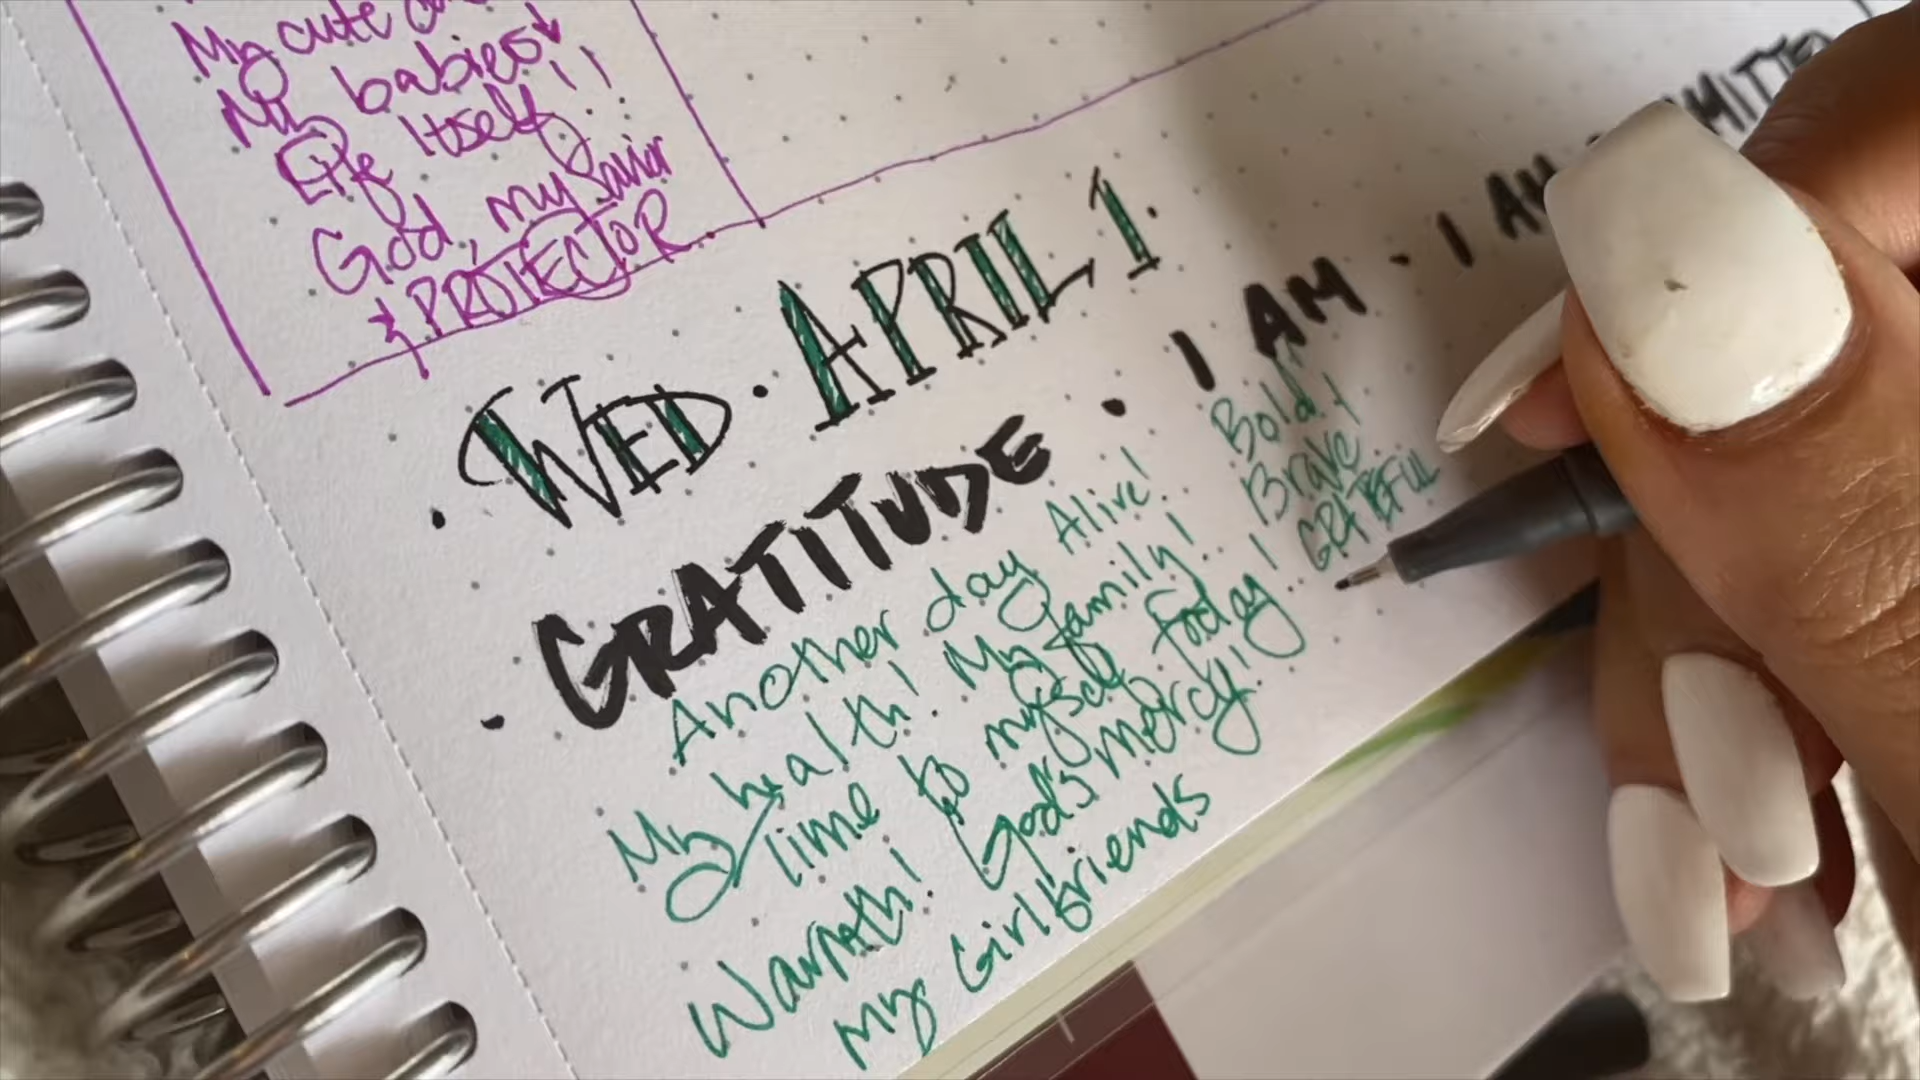 My cute
My babies
Life Itself!!
God, my Savior
& PROTECTOR
· WED · APRIL 1 ·
· GRATITUDE · I AM · I AM
Another day Alive!
My health! My family!
Time to myself today!
Warmth! God's mercy!
My Girlfriends
Bold!
Brave
GRATEFUL